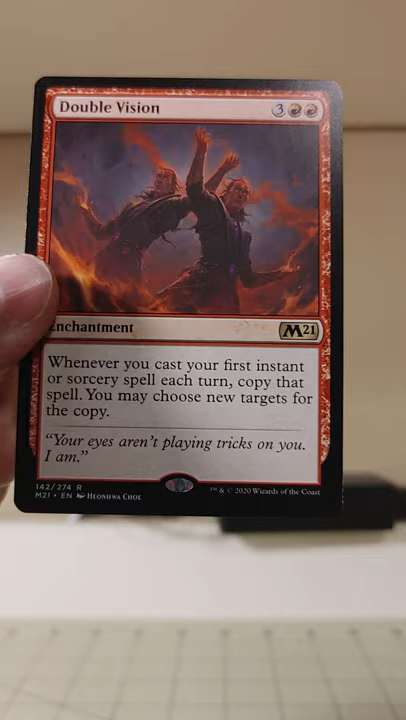 Double Vision 3
Enchantment M21
Whenever you cast your first instant
or sorcery spell each turn, copy that
spell. You may choose new targets for
the copy.
“Your eyes aren’t playing tricks on you.
I am.”
142/274 R
M21 • EN Heonhwa Choe
™ & © 2020 Wizards of the Coast